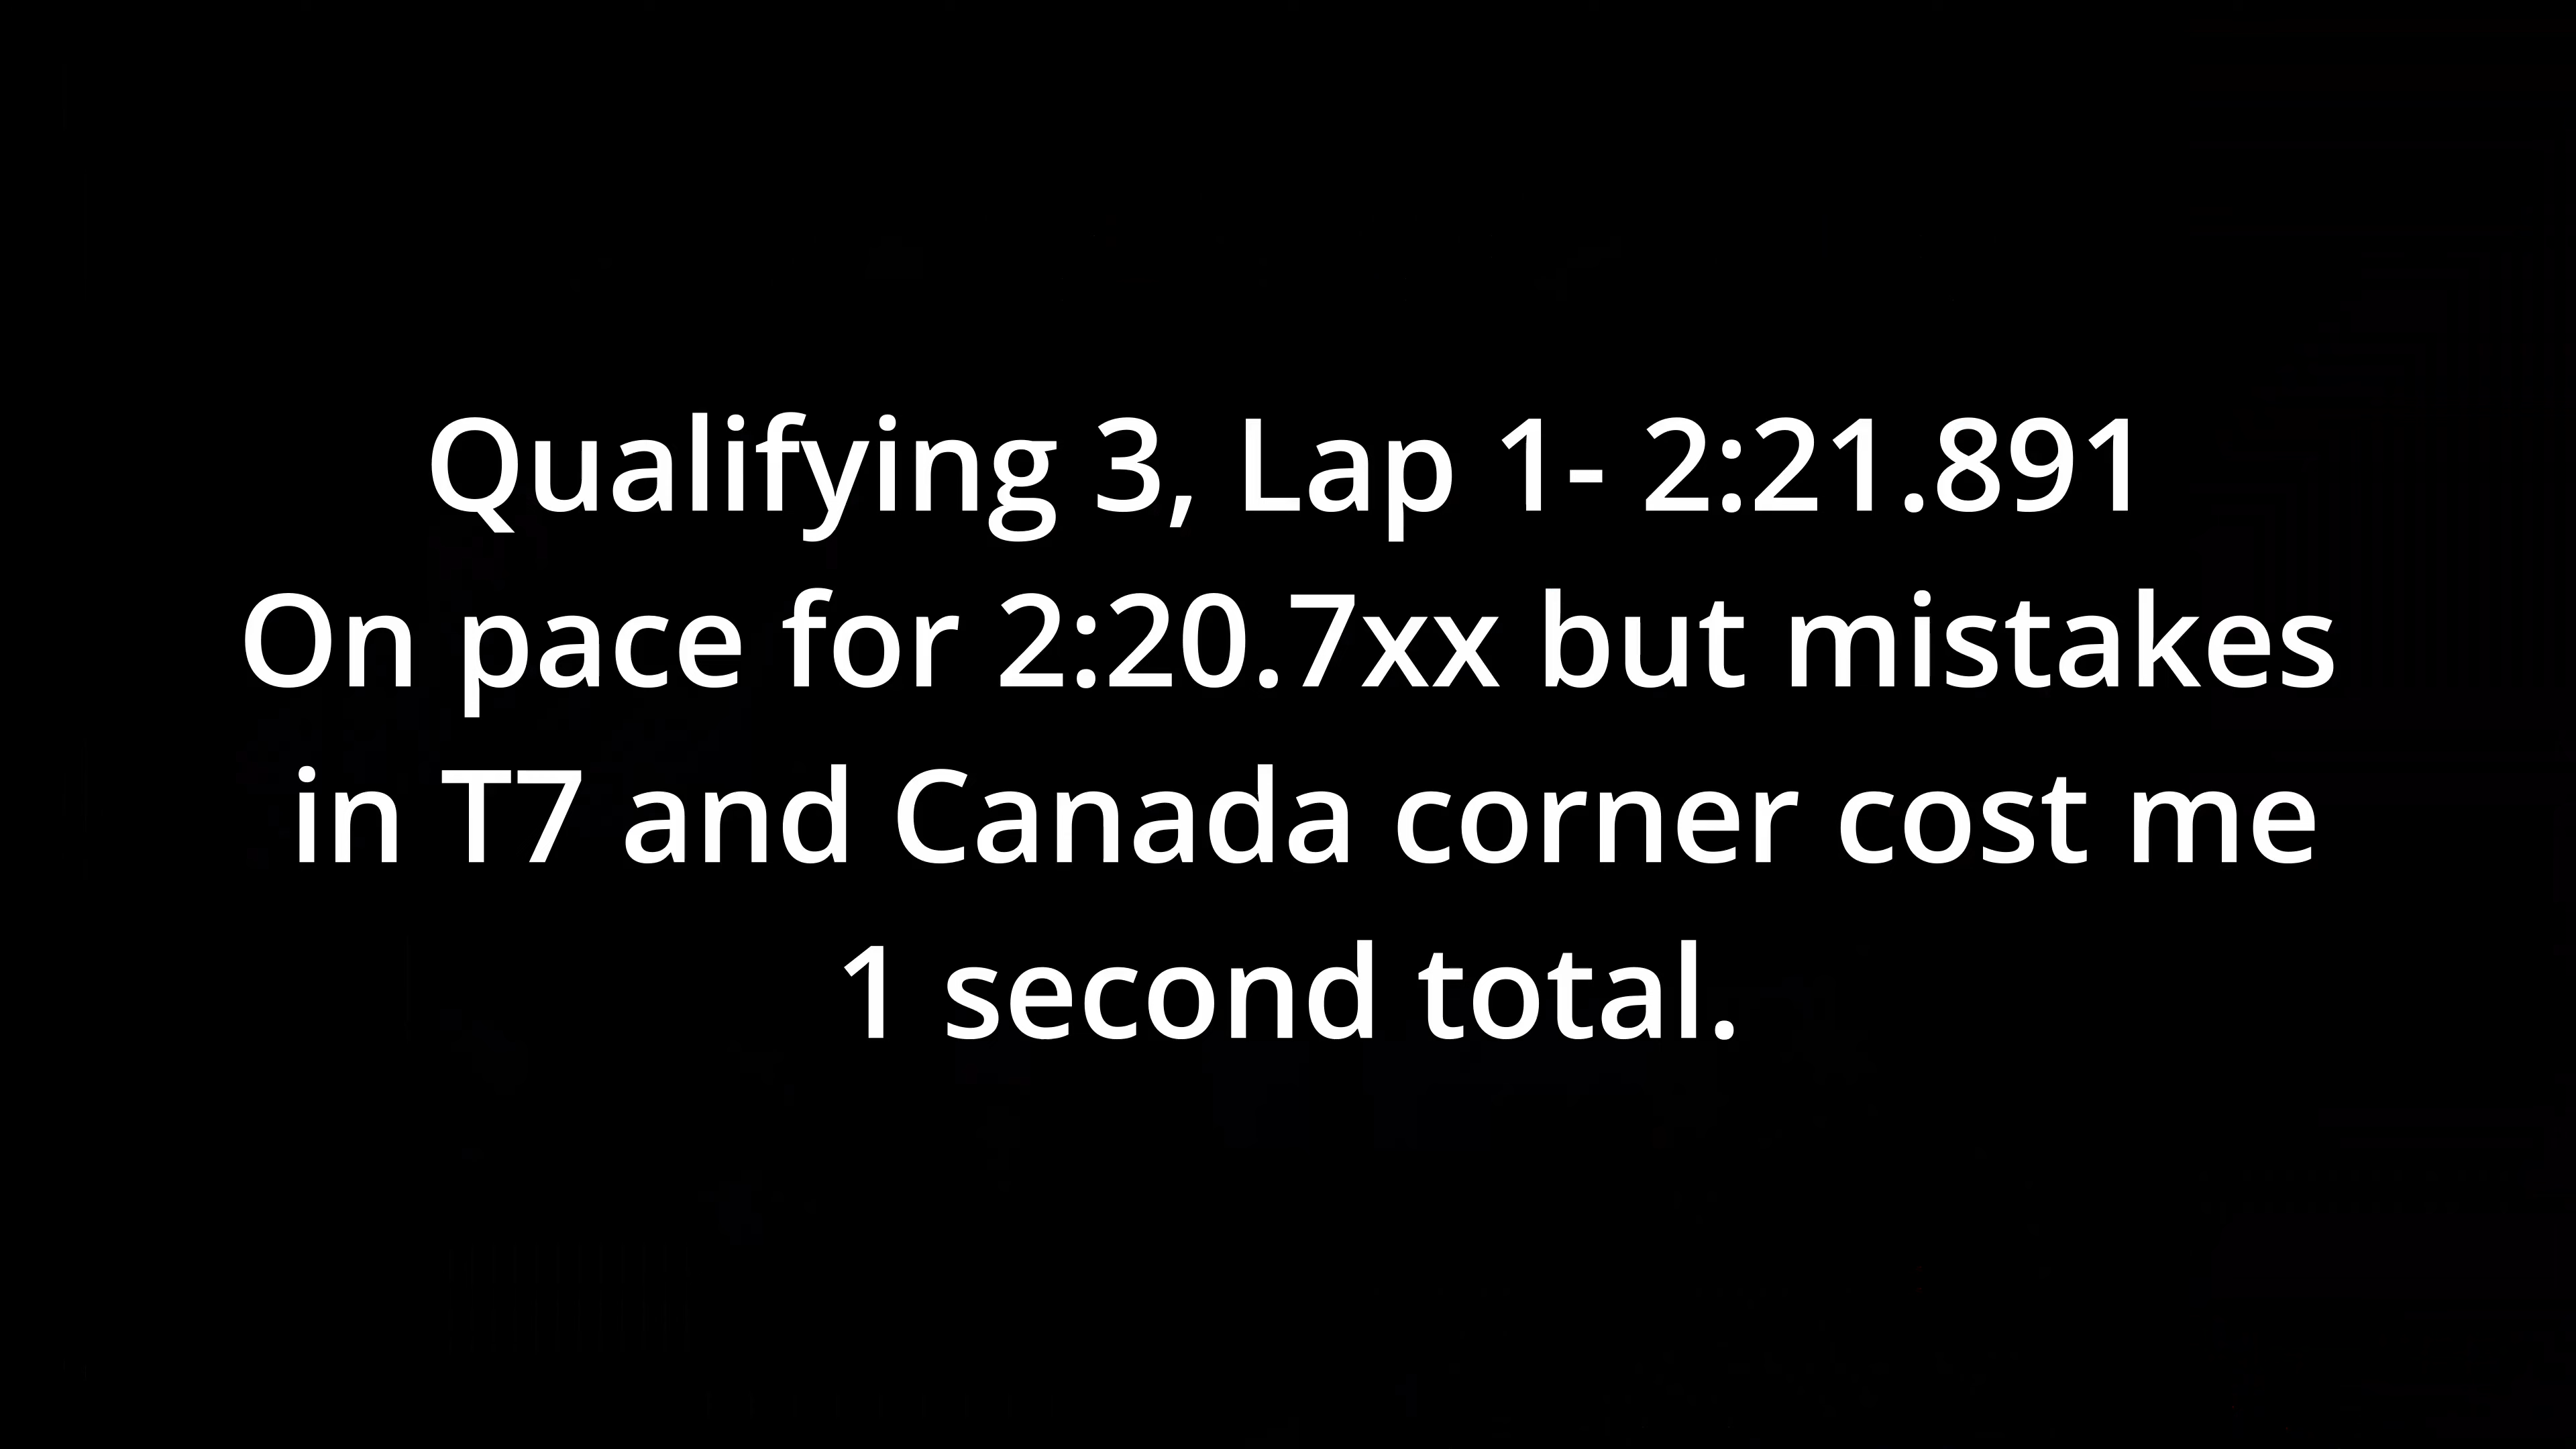 Qualifying 3, Lap 1- 2:21.891
On pace for 2:20.7xx but mistakes
in T7 and Canada corner cost me
1 second total.